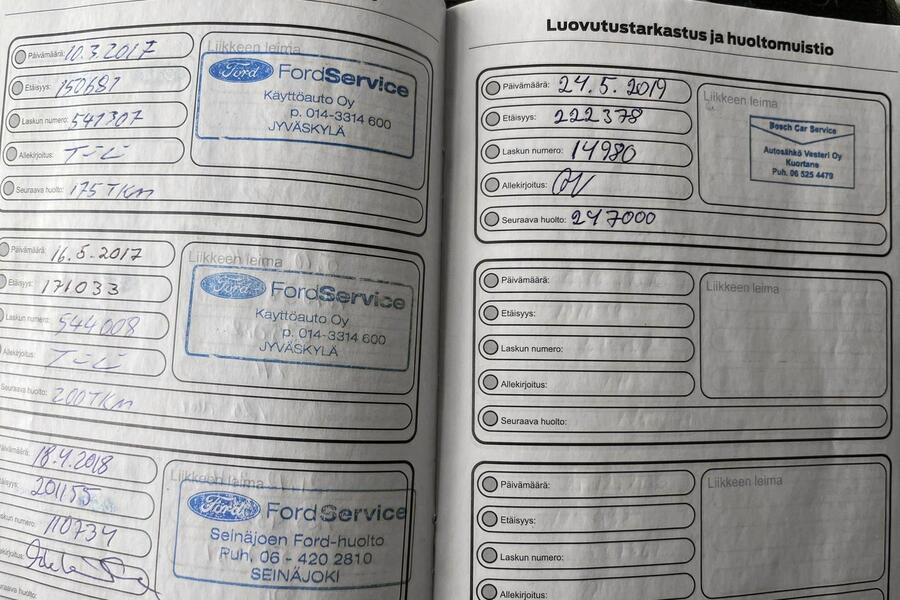 Päivämäärä: 10.3.2017
Etäisyys: 150681
Laskun numero: 541707
Allekirjoitus:
Seuraava huolto: 175 TKM
Liikkeen leima
Ford FordService
Käyttöauto Oy
p. 014-3314 600
JYVÄSKYLÄ
Päivämäärä: 16.5.2017
Etäisyys: 171033
Laskun numero: 544008
Allekirjoitus:
Seuraava huolto: 200 TKM
Liikkeen leima
Ford FordService
Käyttöauto Oy
p. 014-3314 600
JYVÄSKYLÄ
18.4.2018
201155
numero: 110734
Seuraava huolto:
Liikkeen leima
Ford FordService
Seinäjoen Ford-huolto
Puh. 06 - 420 2810
SEINÄJOKI
Luovutustarkastus ja huoltomuistio
Päivämäärä: 24.5.2019
Etäisyys: 222378
Laskun numero: 14980
Allekirjoitus:
Seuraava huolto: 247000
Liikkeen leima
Bosch Car Service
Autosähkö Vesteri Oy
Kuortane
Puh. 06 525 4479
Päivämäärä:
Etäisyys:
Laskun numero:
Allekirjoitus:
Seuraava huolto:
Liikkeen leima
Päivämäärä:
Etäisyys:
Laskun numero:
Allekirjoitus:
Liikkeen leima